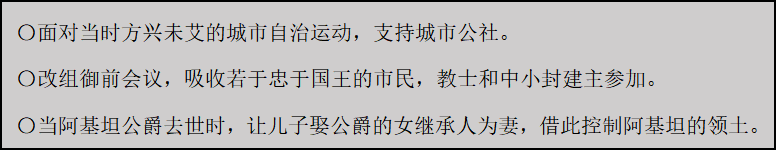 〇面对当时方兴未艾的城市自治运动，支持城市公社。
〇改组御前会议，吸收若于忠于国王的市民，教士和中小封建主参加。
〇当阿基坦公爵去世时，让儿子娶公爵的女继承人为妻，借此控制阿基坦的领土。